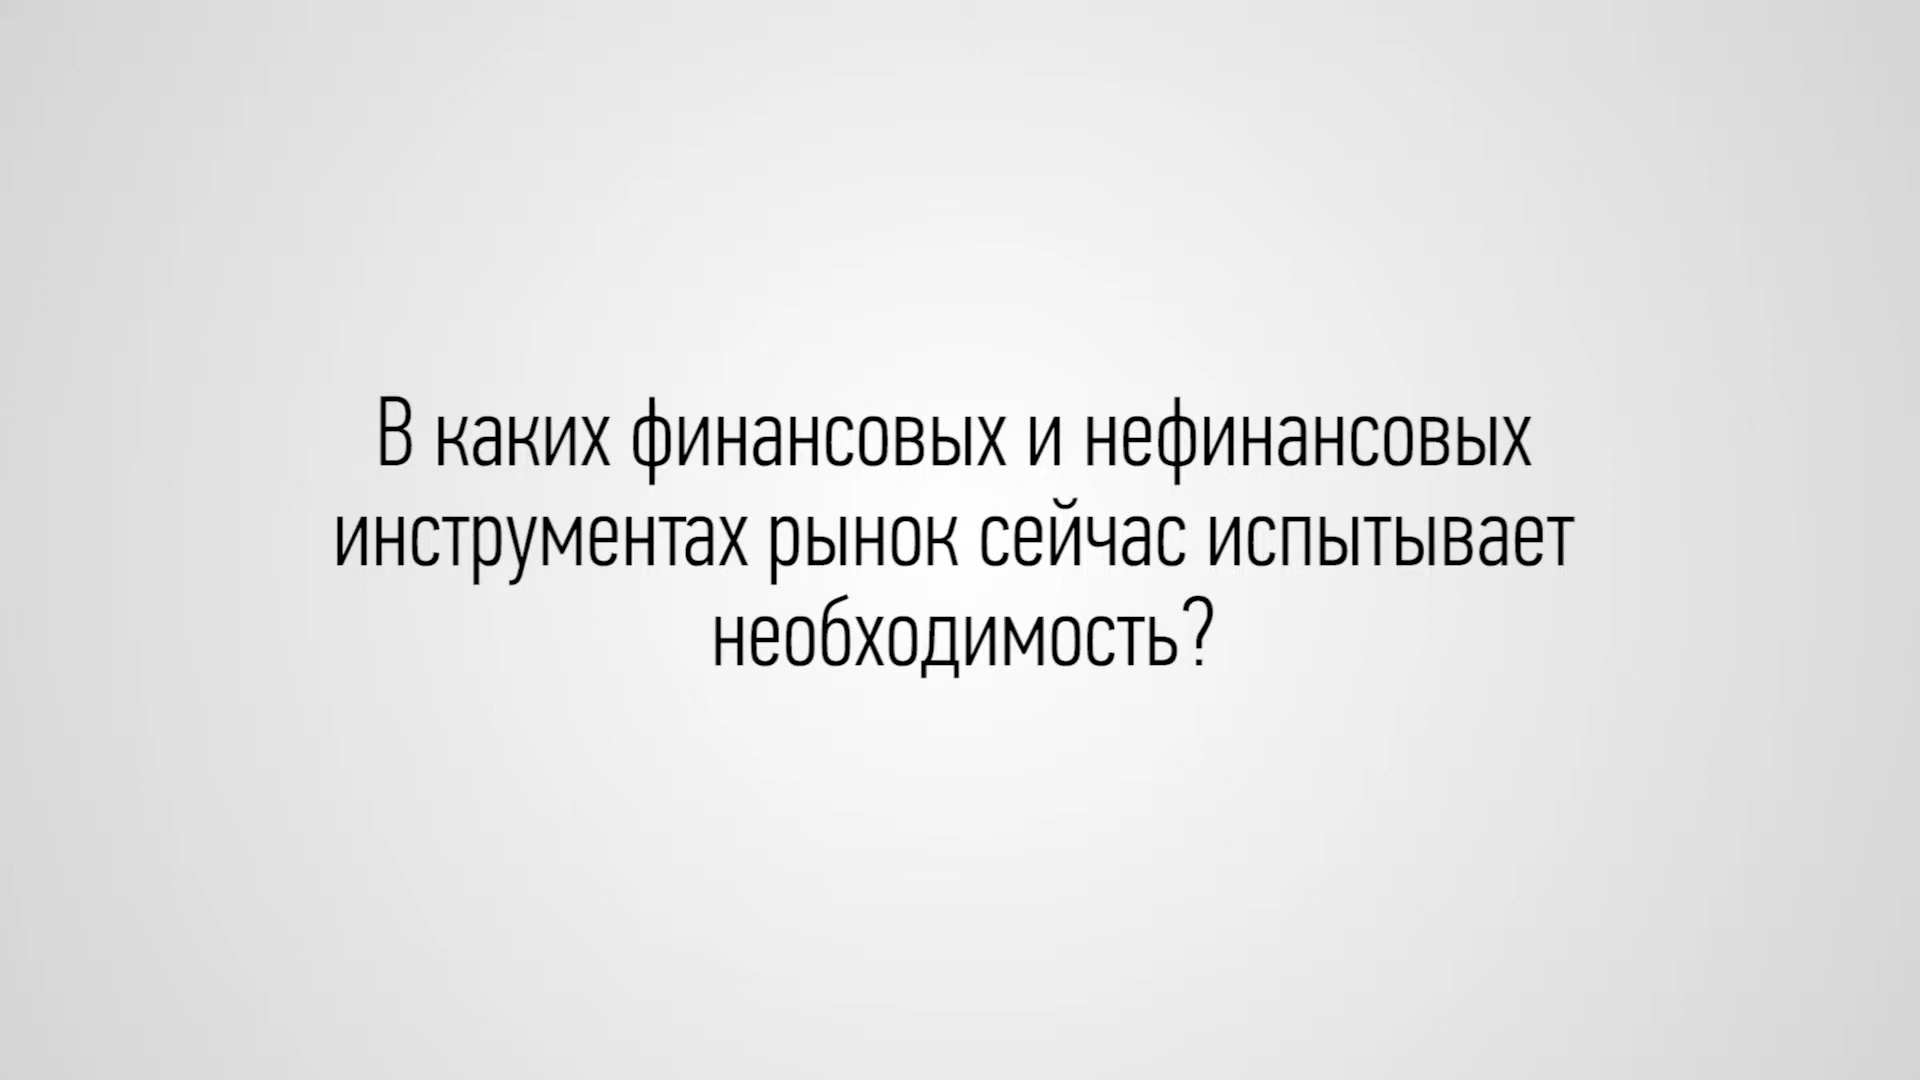 В каких финансовых и нефинансовых
инструментах рынок сейчас испытывает
необходимость?